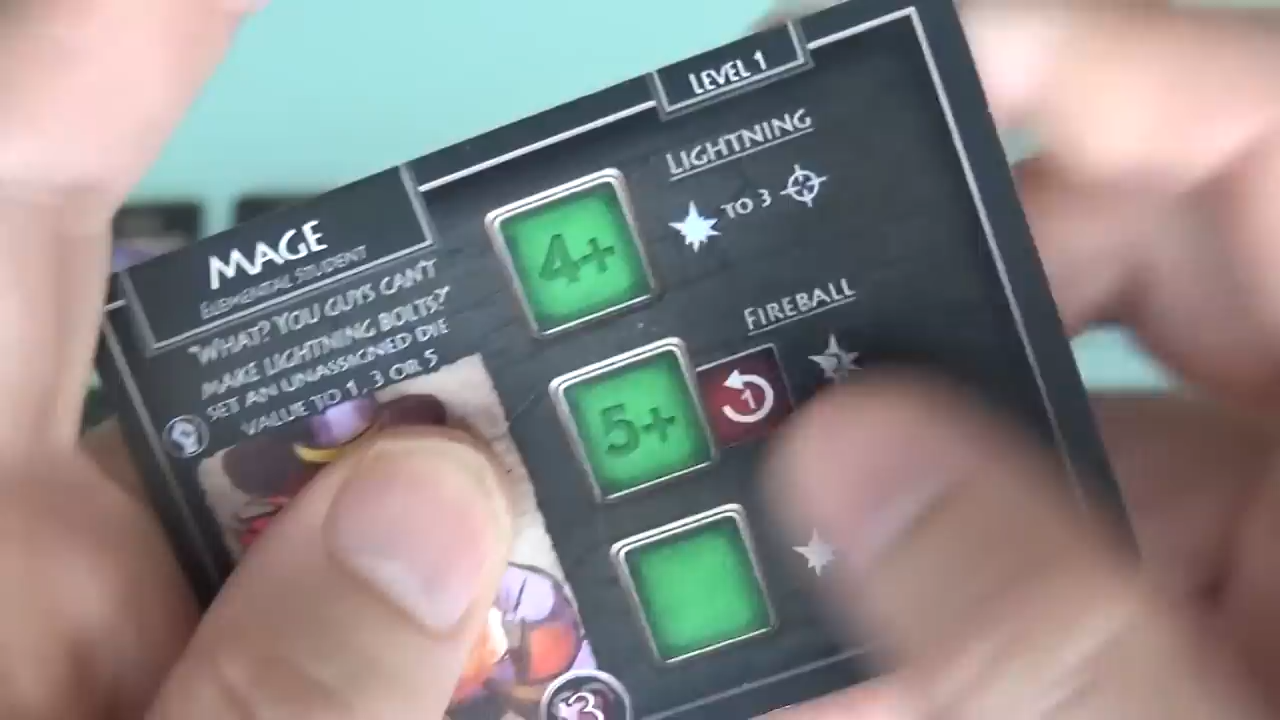 LEVEL 1
MAGE
ELEMENTAL STUDENT
"WHAT? YOU GUYS CAN'T
MAKE LIGHTNING BOLTS?"
SET AN UNASSIGNED DIE
VALUE TO 1, 3 OR 5
4+
LIGHTNING
TO 3
5+
1
FIREBALL
2
3